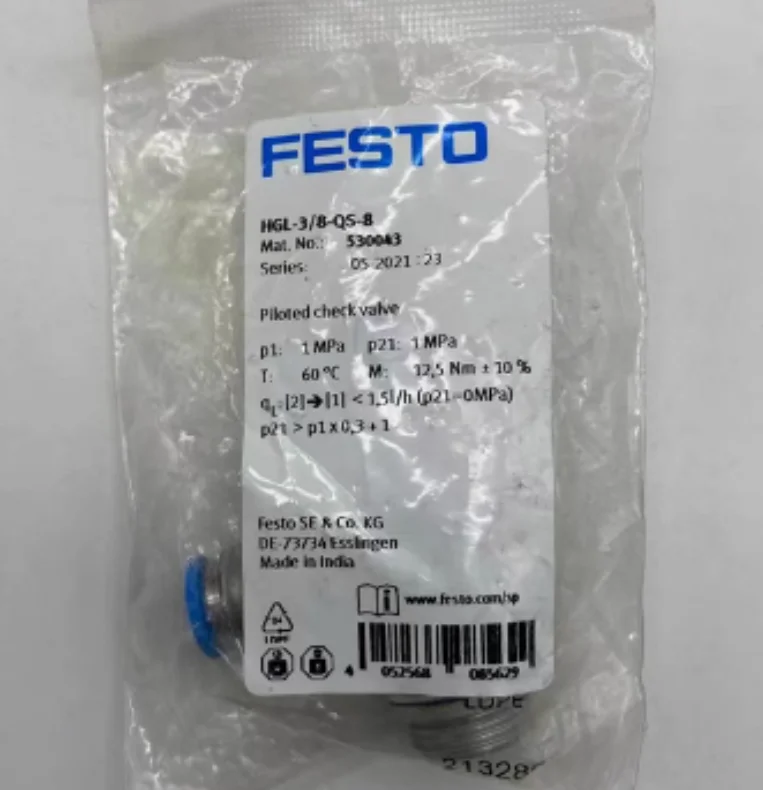 FESTO
HGL-3/8-QS-8
Mat. No.: 530043
Series: 05 2021 : 23
Piloted check valve
p1: 1 MPa p21: 1 MPa
T: 60 °C M: 12,5 Nm ± 10 %
qL: [2]➔[1] < 1,5l/h (p21=0MPa)
p21 > p1 x 0,3 + 1
Festo SE & Co. KG
DE-73734 Esslingen
Made in India
www.festo.com/sp
4 052568 085629
LDPE